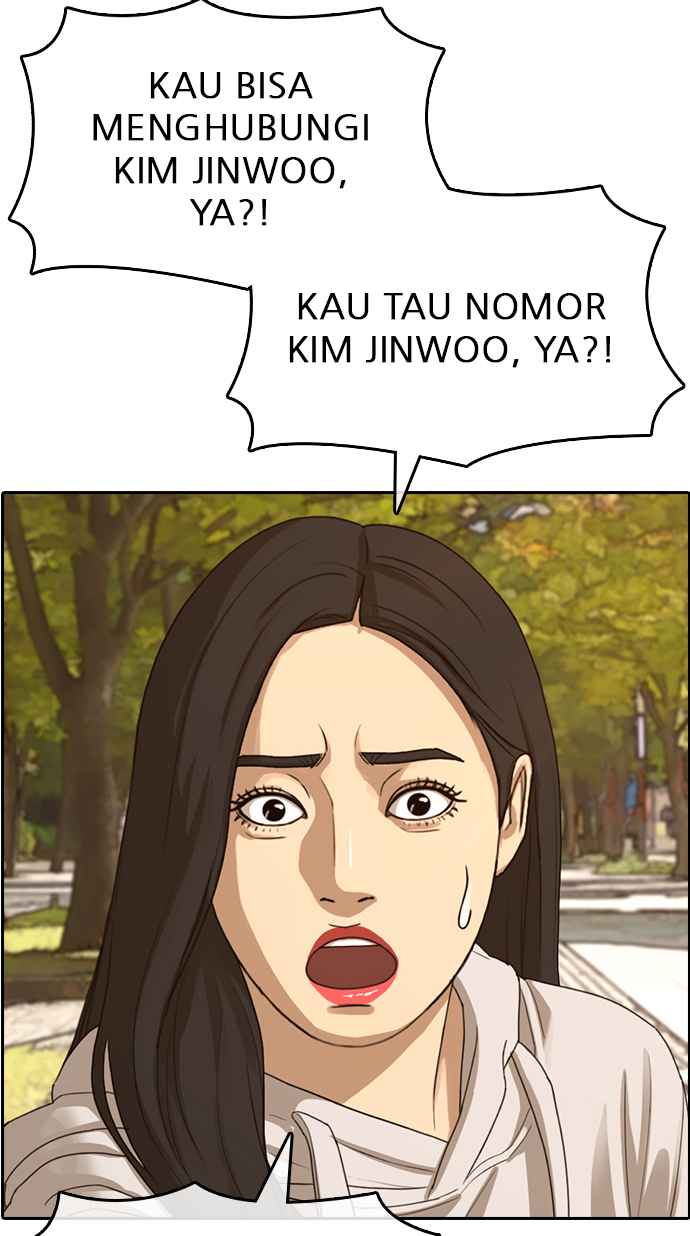 KAU BISA
MENGHUBUNGI
KIM JINWOO,
YA?!
KAU TAU NOMOR
KIM JINWOO, YA?!